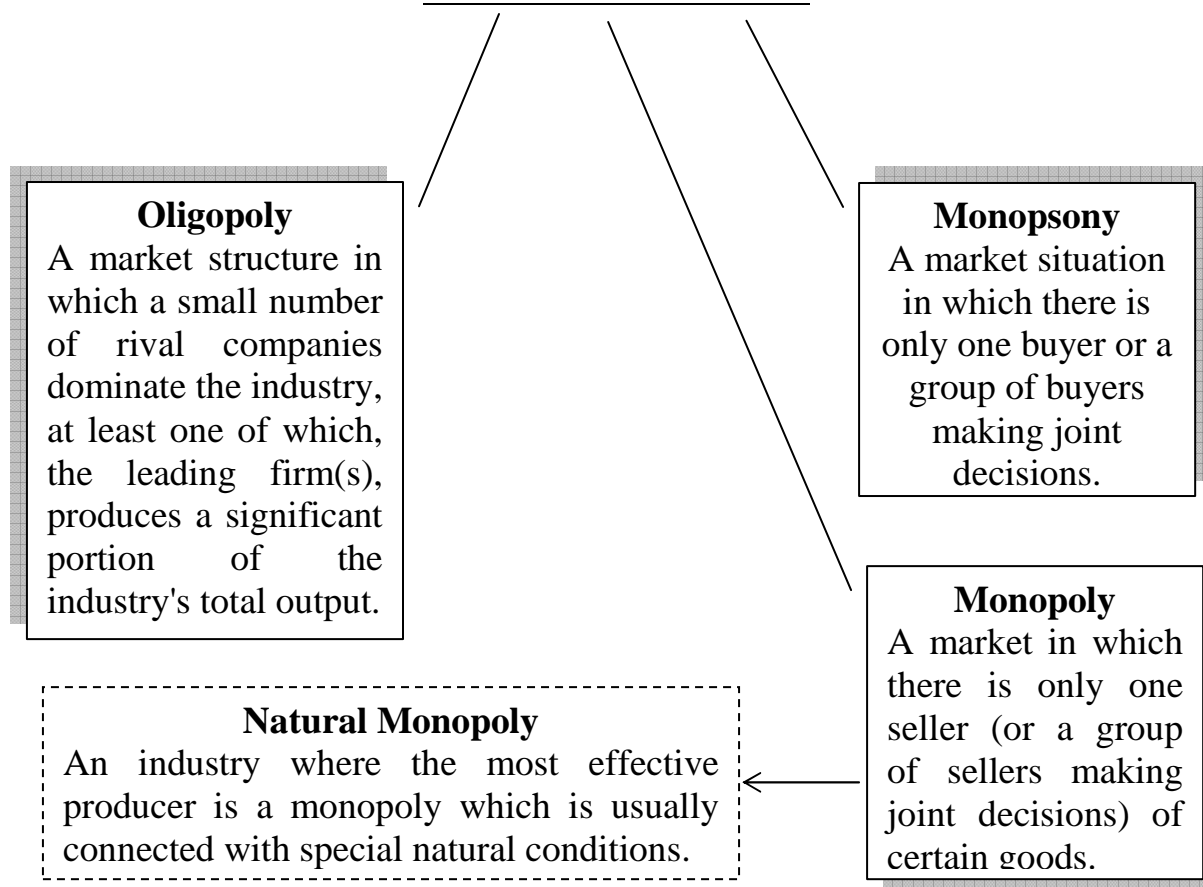 Oligopoly
A market structure in
which a small number
of rival companies
dominate the industry,
at least one of which,
the leading firm(s),
produces a significant
portion of the
industry's total output.
Monopsony
A market situation
in which there is
only one buyer or a
group of buyers
making joint
decisions.
Monopoly
A market in which
there is only one
seller (or a group
of sellers making
joint decisions) of
certain goods.
Natural Monopoly
An industry where the most effective
producer is a monopoly which is usually
connected with special natural conditions.